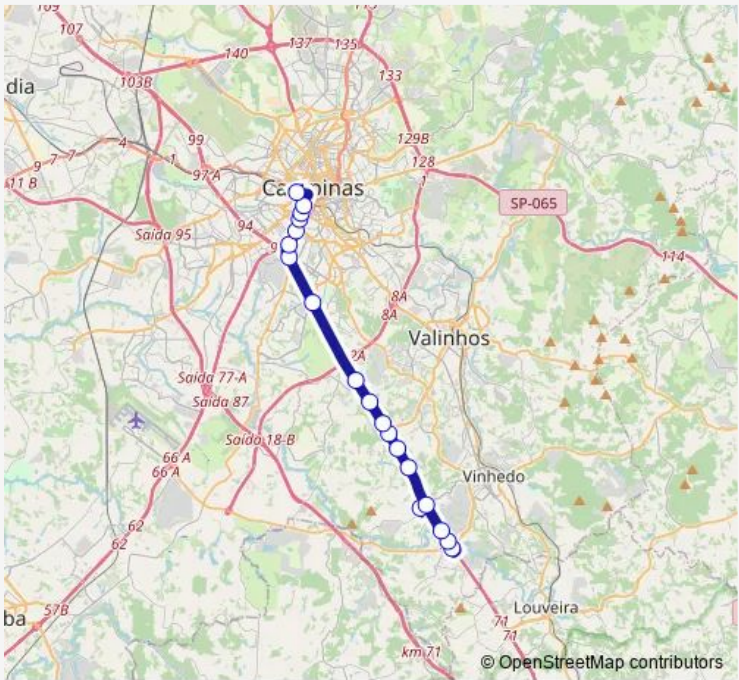 109
107
113
140
137
135
103B
133
dia
99
129B
4
9
7
7
1
128
97 A
11 B
1
Campinas
SP-065
94
Saída 95
9
114
8A
8A
Valinhos
2A
Saída 77-A
Saída 87
Saída 18-B
66 A
66 A
Vinhedo
62
62
57B
Louveira
71
71
ba
km 71
© OpenStreetMap contributors